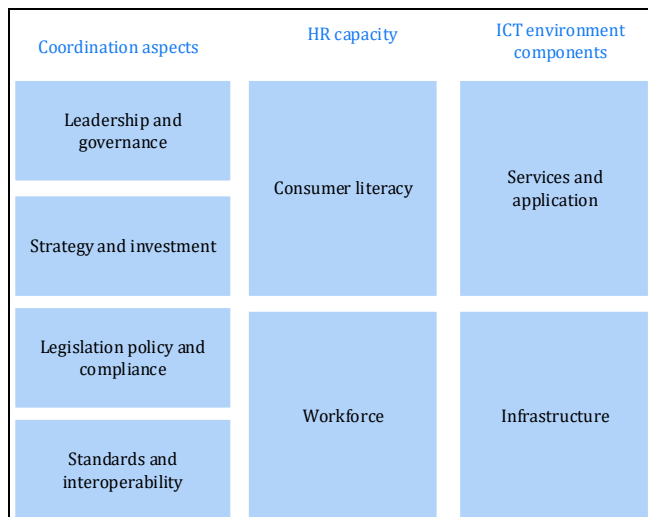 Coordination aspects
Leadership and
governance
Strategy and investment
Legislation policy and
compliance
Standards and
interoperability
HR capacity
Consumer literacy
Workforce
ICT environment
components
Services and
application
Infrastructure